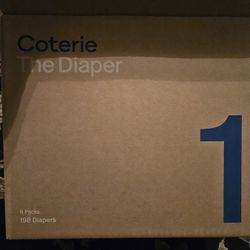 Coterie
The Diaper
1
6 Packs
198 Diapers